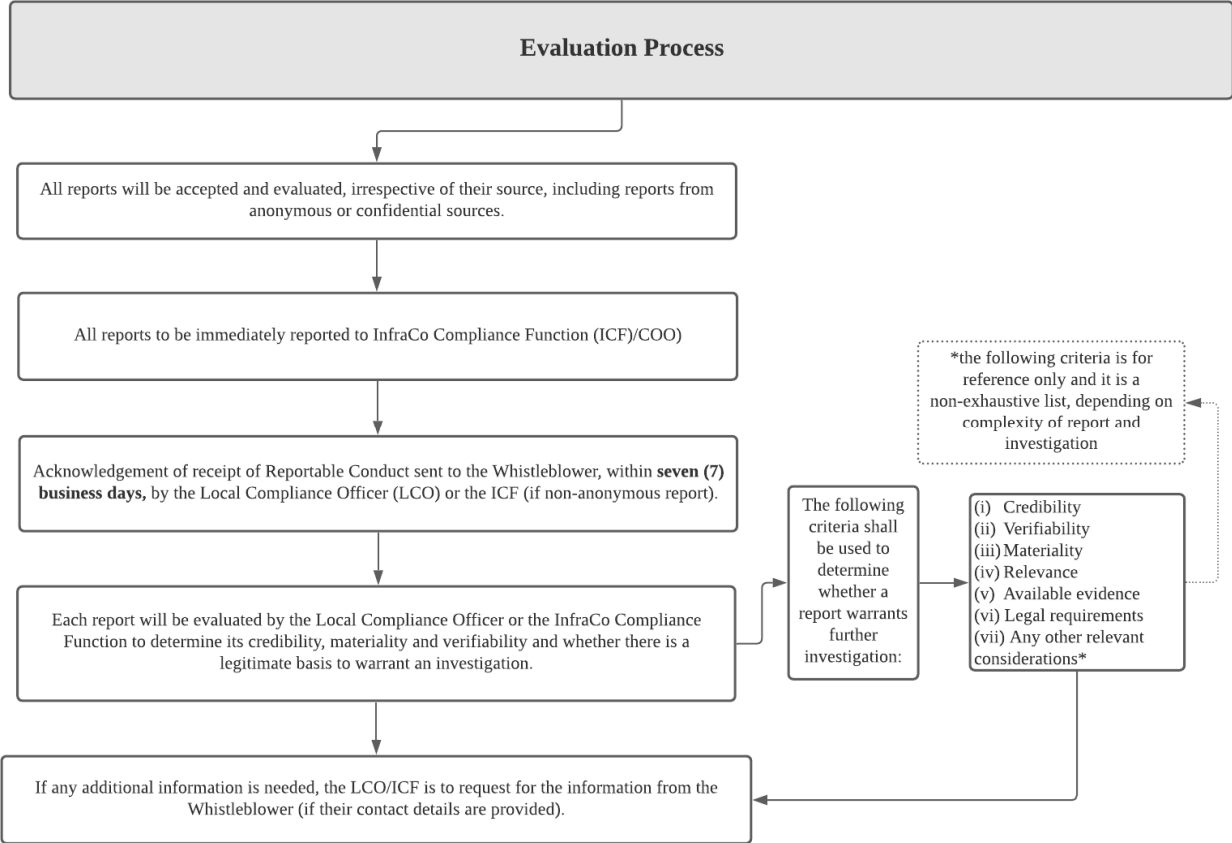 Evaluation Process
All reports will be accepted and evaluated, irrespective of their source, including reports from
anonymous or confidential sources.
All reports to be immediately reported to InfraCo Compliance Function (ICF)/COO)
Acknowledgement of receipt of Reportable Conduct sent to the Whistleblower, within seven (7)
business days, by the Local Compliance Officer (LCO) or the ICF (if non-anonymous report).
Each report will be evaluated by the Local Compliance Officer or the InfraCo Compliance
Function to determine its credibility, materiality and verifiability and whether there is a
legitimate basis to warrant an investigation.
The following
criteria shall
be used to
determine
whether a
report warrants
further
investigation:
(i) Credibility
(ii) Verifiability
(iii) Materiality
(iv) Relevance
(v) Available evidence
(vi) Legal requirements
(vii) Any other relevant
considerations*
*the following criteria is for
reference only and it is a
non-exhaustive list, depending on
complexity of report and
investigation
If any additional information is needed, the LCO/ICF is to request for the information from the
Whistleblower (if their contact details are provided).